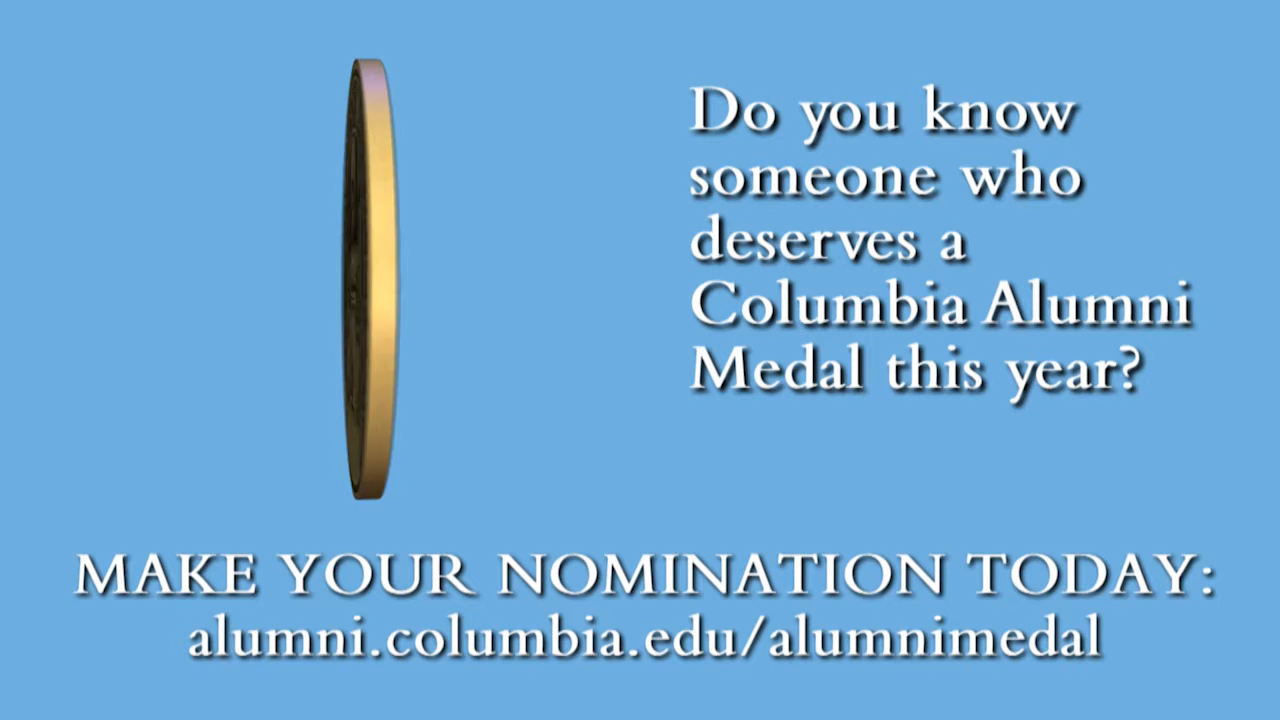 Do you know
someone who
deserves a
Columbia Alumni
Medal this year?
MAKE YOUR NOMINATION TODAY:
alumni.columbia.edu/alumnimedal